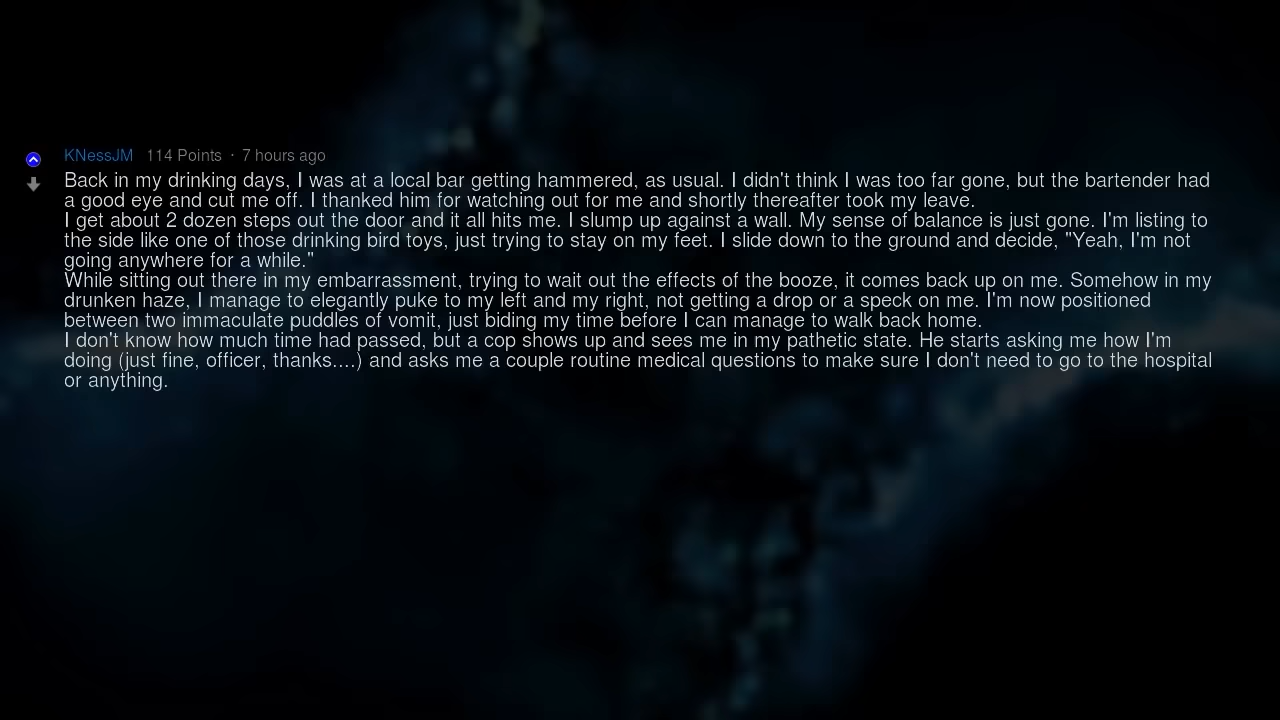 KNessJM 114 Points · 7 hours ago
Back in my drinking days, I was at a local bar getting hammered, as usual. I didn't think I was too far gone, but the bartender had
a good eye and cut me off. I thanked him for watching out for me and shortly thereafter took my leave.
I get about 2 dozen steps out the door and it all hits me. I slump up against a wall. My sense of balance is just gone. I'm listing to
the side like one of those drinking bird toys, just trying to stay on my feet. I slide down to the ground and decide, "Yeah, I'm not
going anywhere for a while."
While sitting out there in my embarrassment, trying to wait out the effects of the booze, it comes back up on me. Somehow in my
drunken haze, I manage to elegantly puke to my left and my right, not getting a drop or a speck on me. I'm now positioned
between two immaculate puddles of vomit, just biding my time before I can manage to walk back home.
I don't know how much time had passed, but a cop shows up and sees me in my pathetic state. He starts asking me how I'm
doing (just fine, officer, thanks....) and asks me a couple routine medical questions to make sure I don't need to go to the hospital
or anything.